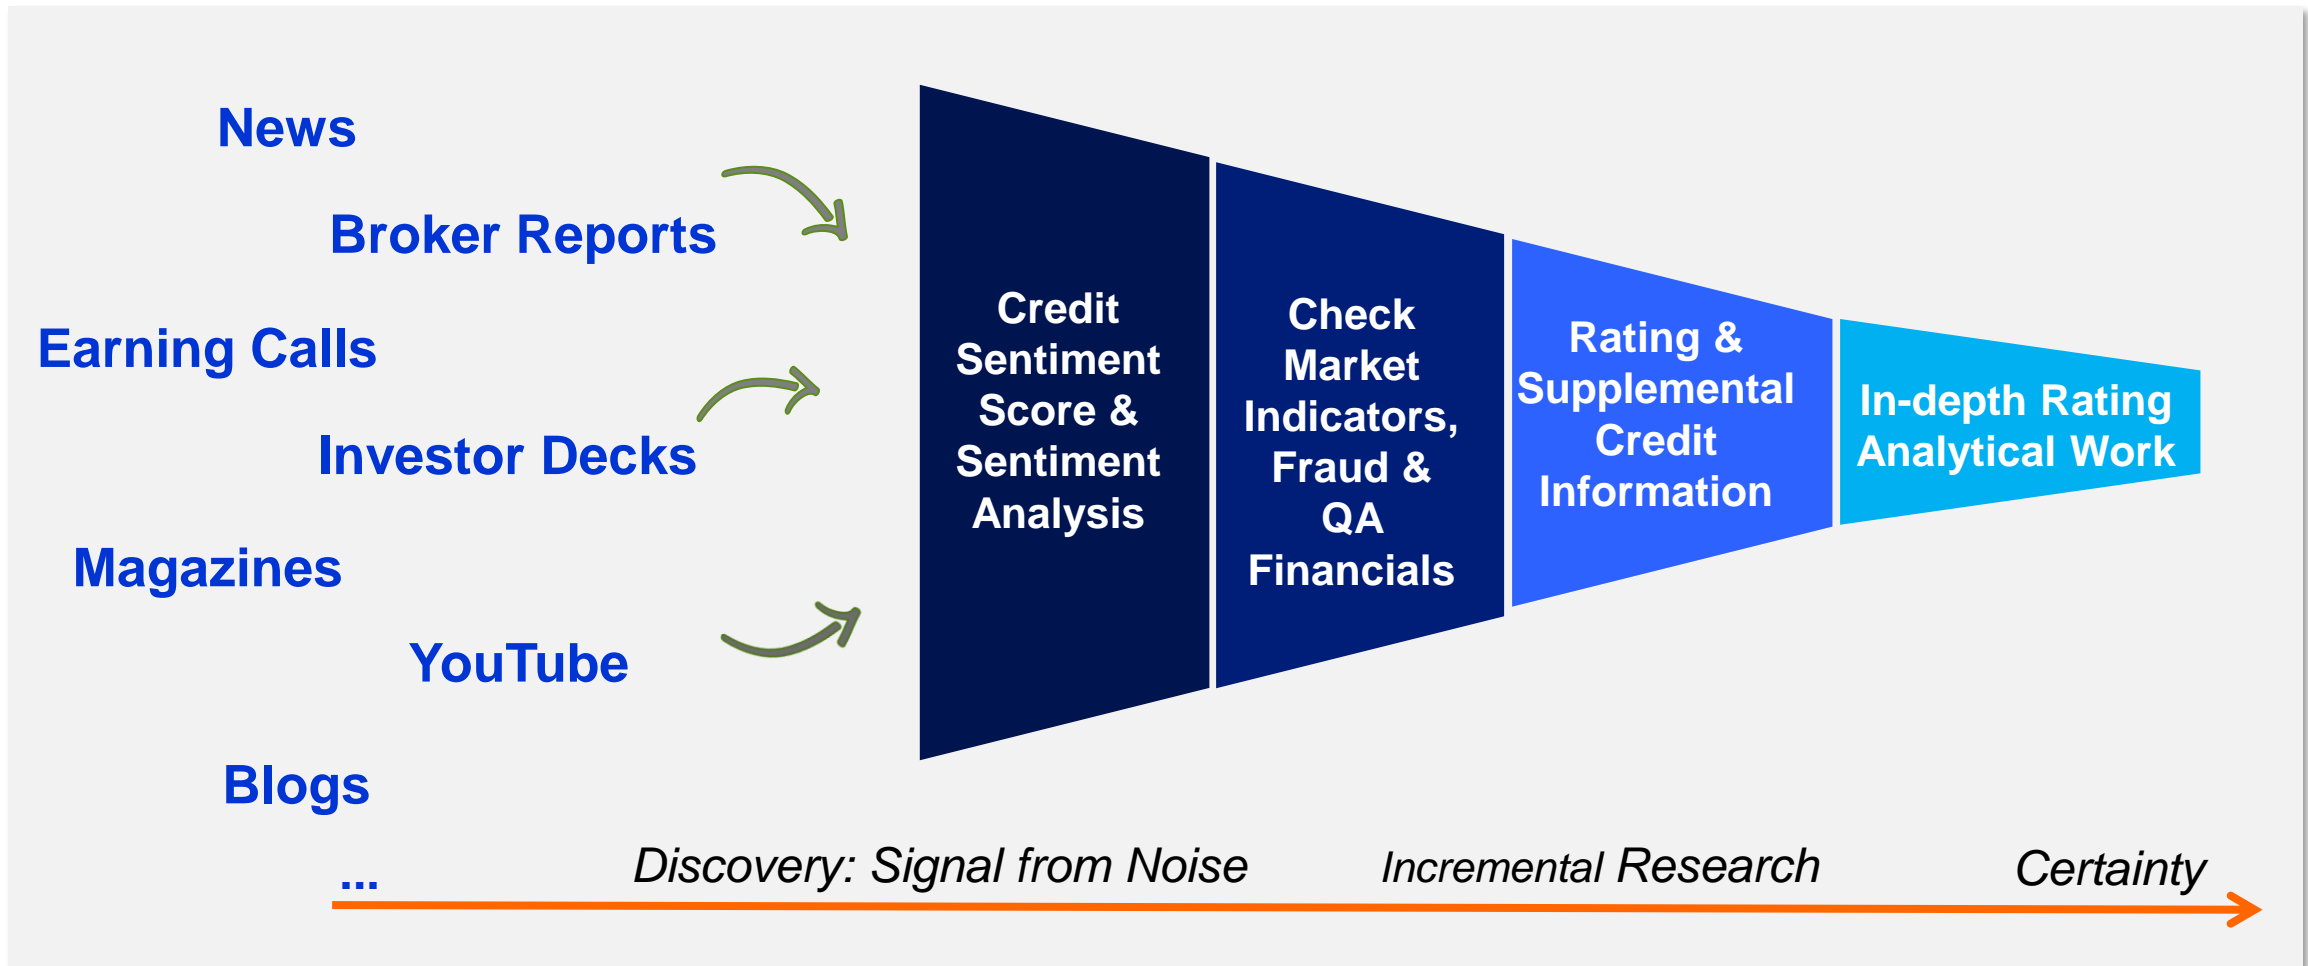 News
Broker Reports
Earning Calls
Investor Decks
Magazines
YouTube
Blogs
...
Credit
Sentiment
Score &
Sentiment
Analysis
Check
Market
Indicators,
Fraud &
QA
Financials
Rating &
Supplemental
Credit
Information
In-depth Rating
Analytical Work
Discovery: Signal from Noise
Incremental Research
Certainty